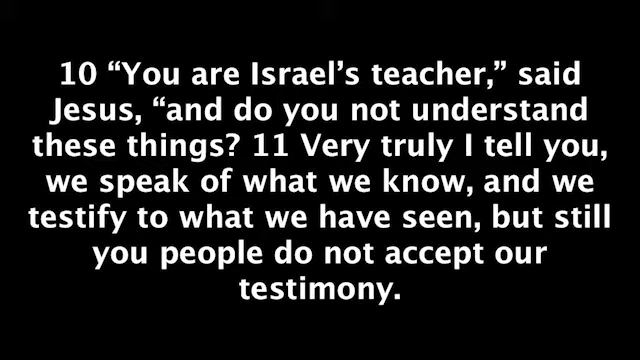 10 “You are Israel’s teacher,” said
Jesus, “and do you not understand
these things? 11 Very truly I tell you,
we speak of what we know, and we
testify to what we have seen, but still
you people do not accept our
testimony.